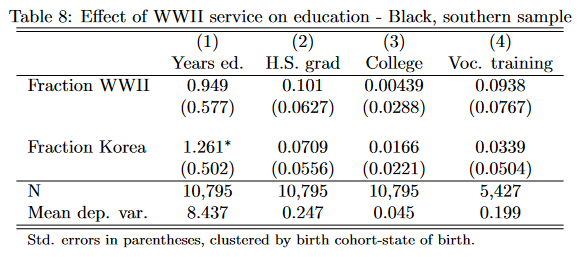 Table 8: Effect of WWII service on education - Black, southern sample
(1) (2) (3) (4)
Years ed. H.S. grad College Voc. training
Fraction WWII 0.949 0.101 0.00439 0.0938
(0.577) (0.0627) (0.0288) (0.0767)
Fraction Korea 1.261* 0.0709 0.0166 0.0339
(0.502) (0.0556) (0.0221) (0.0504)
N 10,795 10,795 10,795 5,427
Mean dep. var. 8.437 0.247 0.045 0.199
Std. errors in parentheses, clustered by birth cohort-state of birth.